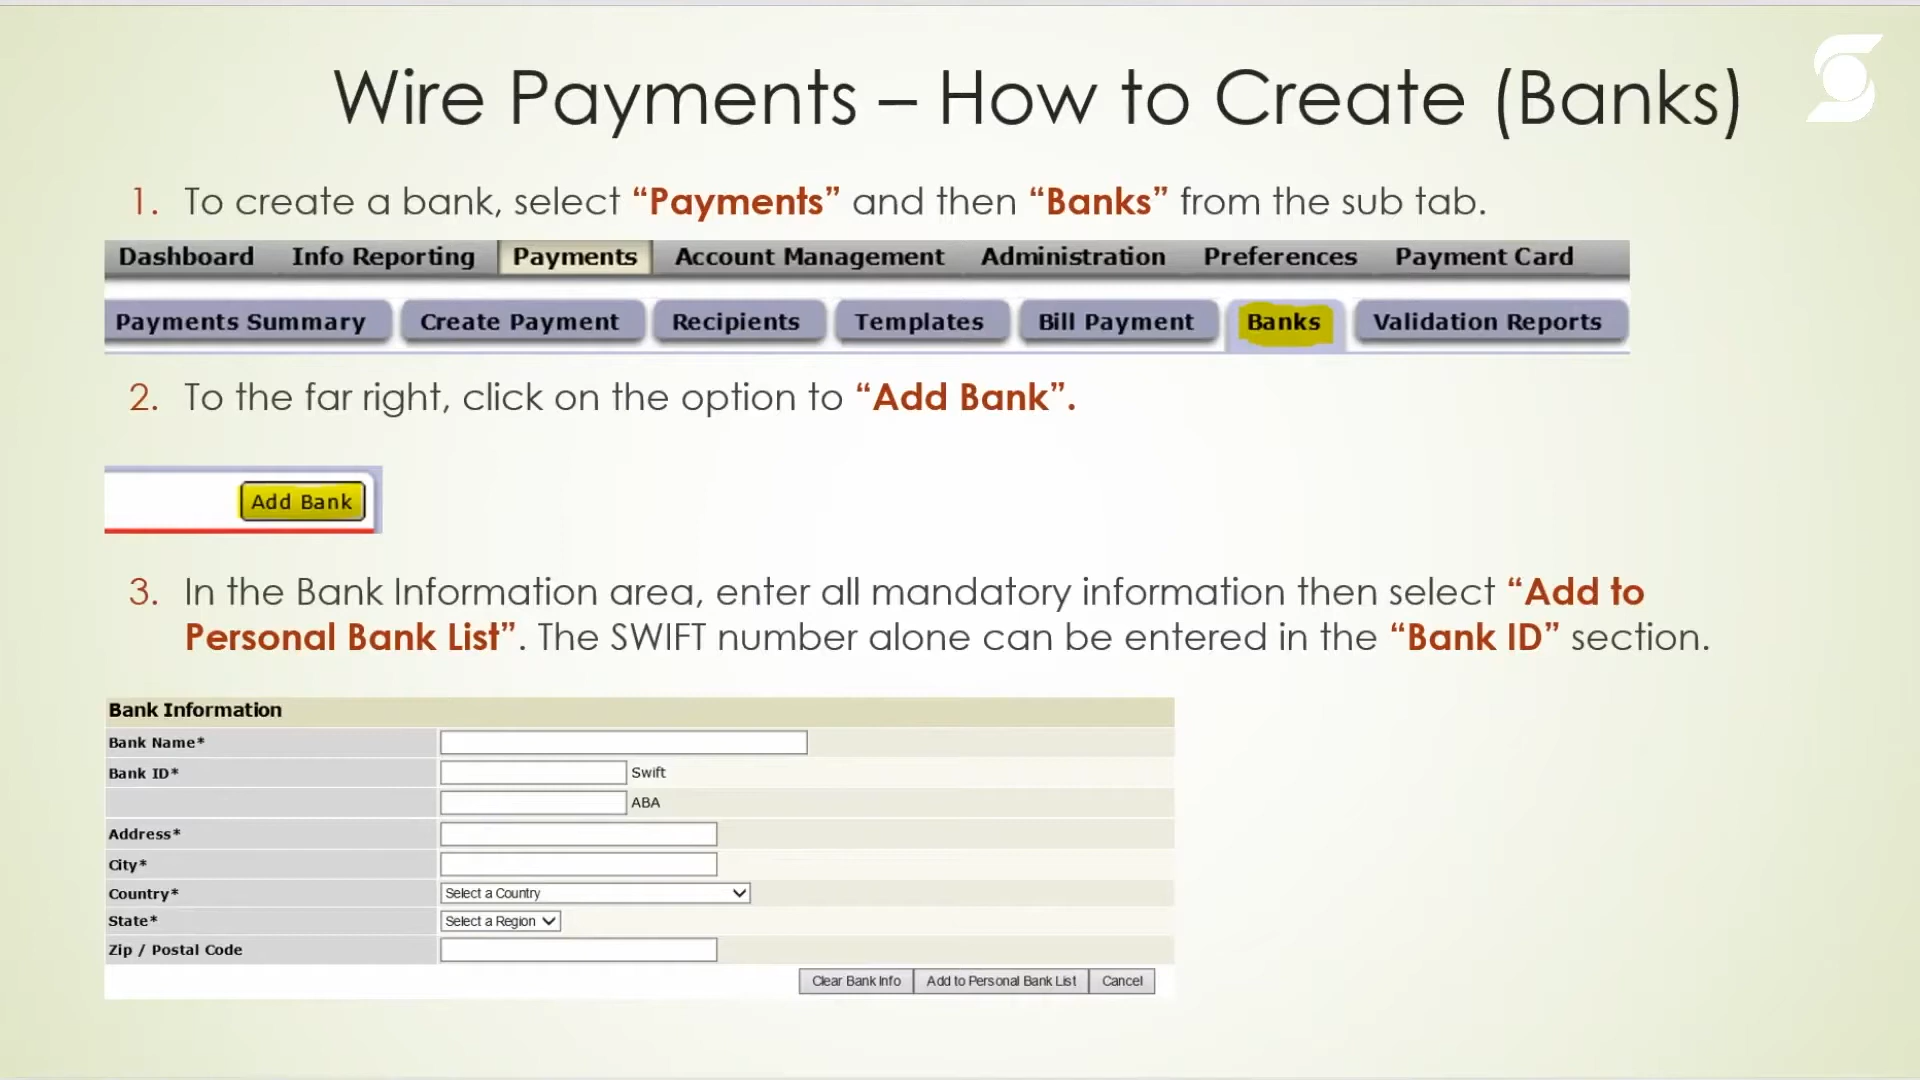 Wire Payments – How to Create (Banks)
1. To create a bank, select “Payments” and then “Banks” from the sub tab.
Dashboard Info Reporting Payments Account Management Administration Preferences Payment Card
Payments Summary Create Payment Recipients Templates Bill Payment Banks Validation Reports
2. To the far right, click on the option to “Add Bank”.
Add Bank
3. In the Bank Information area, enter all mandatory information then select “Add to
Personal Bank List”. The SWIFT number alone can be entered in the “Bank ID” section.
Bank Information
Bank Name*
Bank ID* Swift
ABA
Address*
City*
Country* Select a Country
State* Select a Region
Zip / Postal Code
Clear Bank Info Add to Personal Bank List Cancel